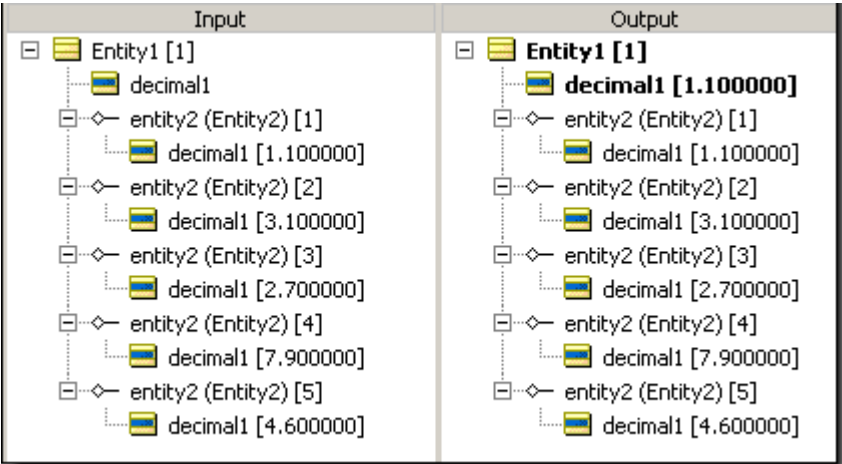 Input
Entity1 [1]
decimal1
entity2 (Entity2) [1]
decimal1 [1.100000]
entity2 (Entity2) [2]
decimal1 [3.100000]
entity2 (Entity2) [3]
decimal1 [2.700000]
entity2 (Entity2) [4]
decimal1 [7.900000]
entity2 (Entity2) [5]
decimal1 [4.600000]
Output
Entity1 [1]
decimal1 [1.100000]
entity2 (Entity2) [1]
decimal1 [1.100000]
entity2 (Entity2) [2]
decimal1 [3.100000]
entity2 (Entity2) [3]
decimal1 [2.700000]
entity2 (Entity2) [4]
decimal1 [7.900000]
entity2 (Entity2) [5]
decimal1 [4.600000]